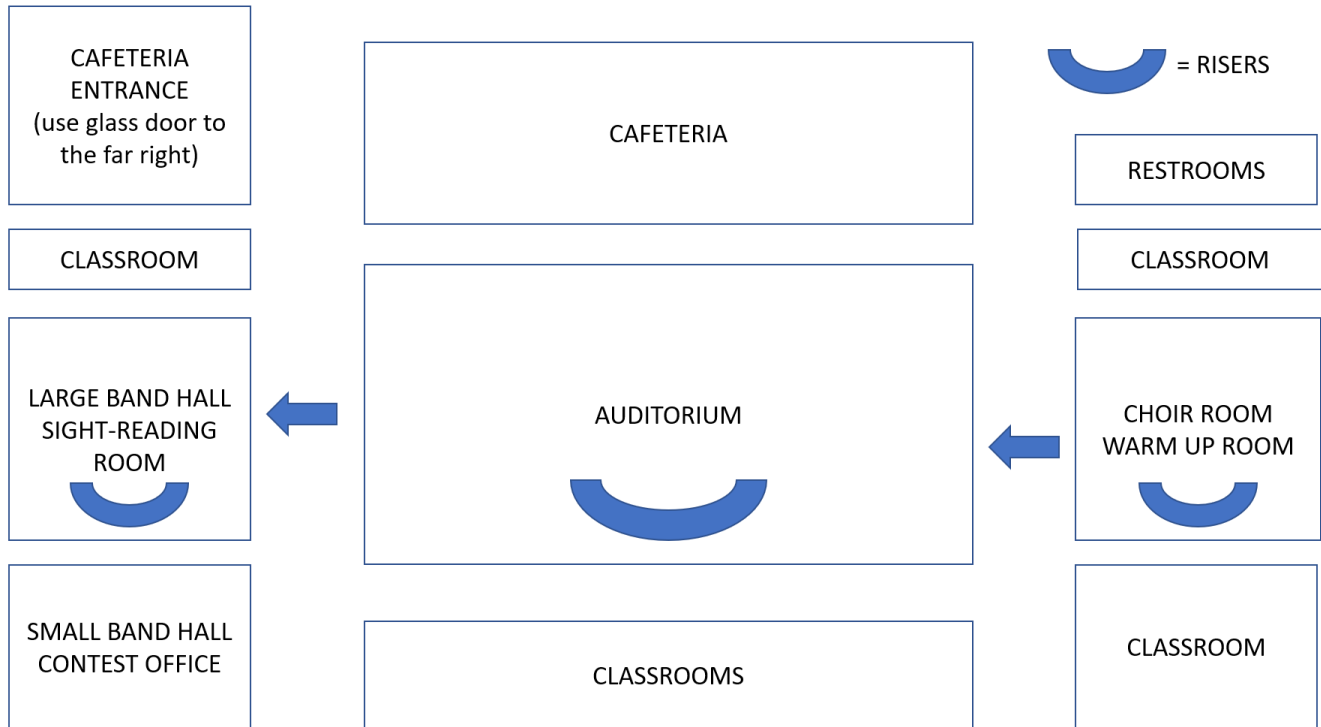 CAFETERIA
ENTRANCE
(use glass door to
the far right)
CAFETERIA
= RISERS
RESTROOMS
CLASSROOM
CLASSROOM
LARGE BAND HALL
SIGHT-READING
ROOM
AUDITORIUM
CHOIR ROOM
WARM UP ROOM
SMALL BAND HALL
CONTEST OFFICE
CLASSROOMS
CLASSROOM